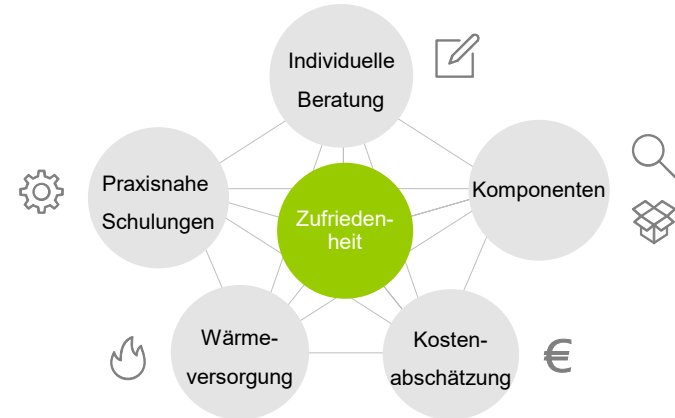 Individuelle
Beratung
Praxisnahe
Schulungen
Komponenten
Zufrieden-
heit
Wärme-
versorgung
Kosten-
abschätzung
€